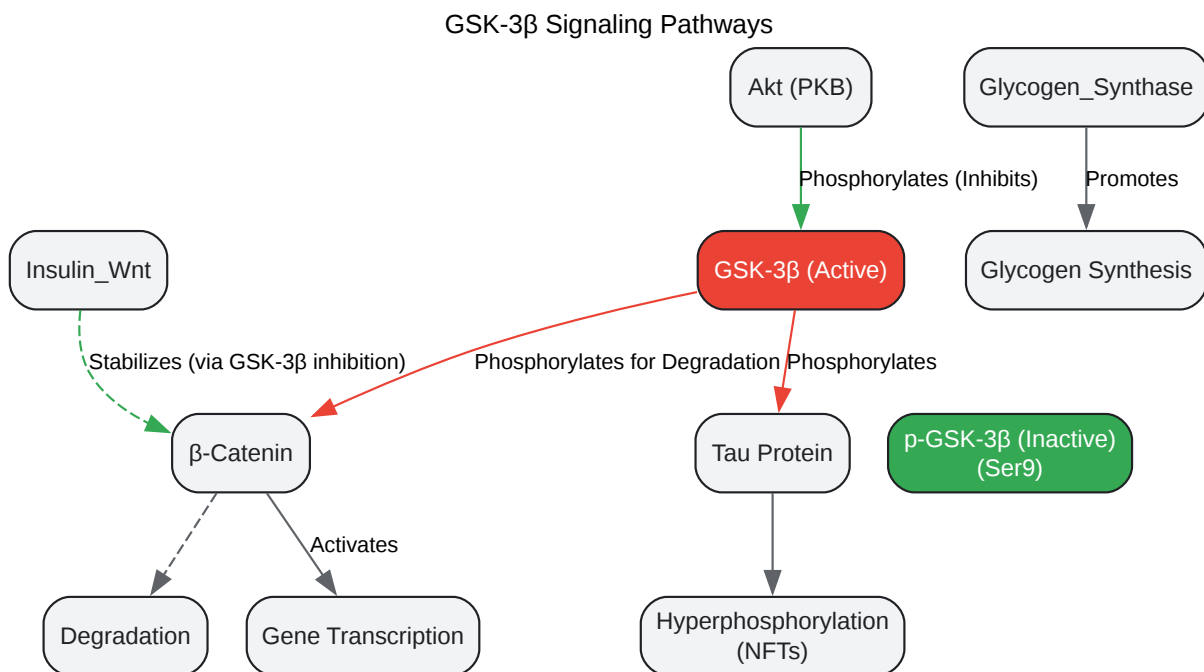 GSK-3β Signaling Pathways
Akt (PKB)
Glycogen_Synthase
Phosphorylates (Inhibits)
Promotes
Insulin_Wnt
GSK-3β (Active)
Glycogen Synthesis
Stabilizes (via GSK-3β inhibition)
Phosphorylates for Degradation
Phosphorylates
β-Catenin
Tau Protein
p-GSK-3β (Inactive)
(Ser9)
Activates
Degradation
Gene Transcription
Hyperphosphorylation
(NFTs)